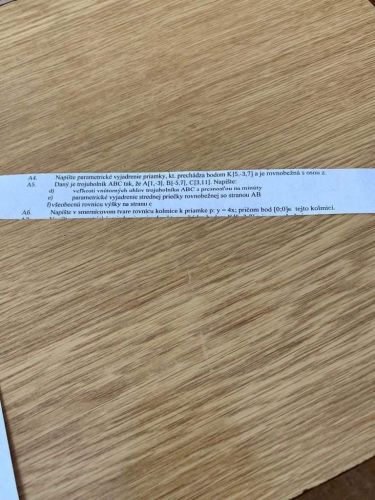 A4. Napíšte parametrické vyjadrenie priamky, kt. prechádza bodom K[5,-3,7] a je rovnobežná s osou z
A5. Daný je trojuholník ABC tak, že A[1,-3], B[-5,7], C[3,11]. Napíšte:
d) veľkosti vnútorných uhlov trojuholníka ABC s presnosťou na minúty
e) parametrické vyjadrenie strednej priečky rovnobežnej so stranou AB
f) všeobecnú rovnicu výšky na stranu c
A6. Napíšte v smernicovom tvare rovnicu kolmice k priamke p: y = 4x; pričom bod [0;0]є tejto kolmici.